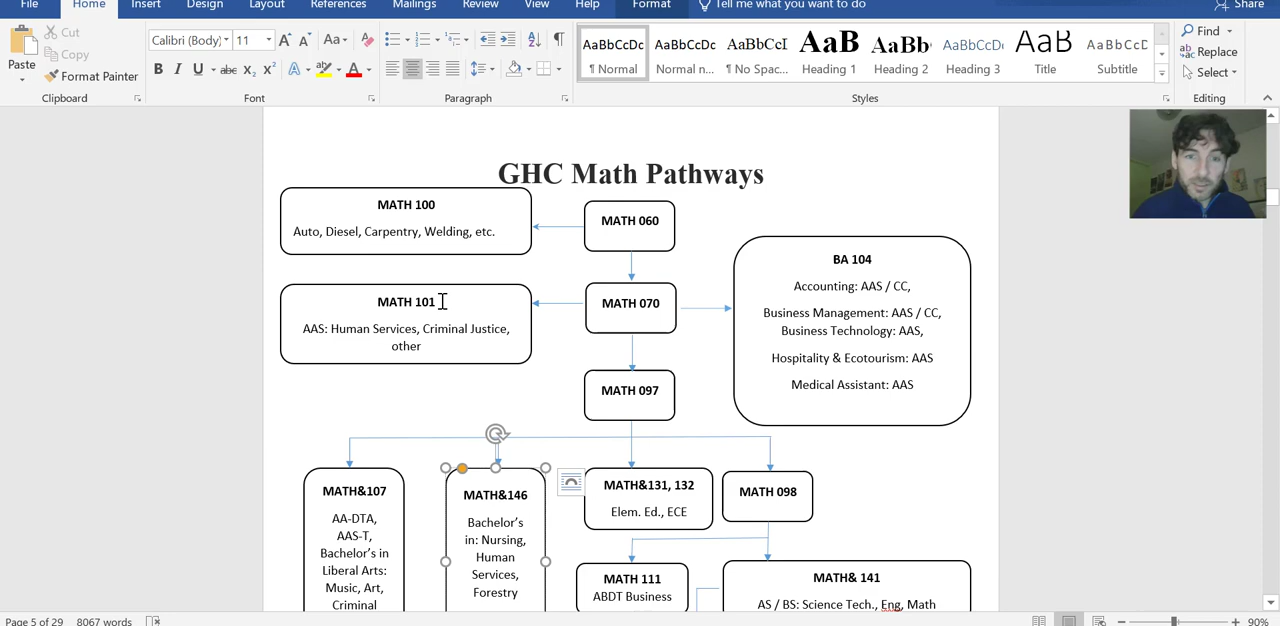 File Home Insert Design Layout References Mailings Review View Help Format Tell me what you want to do Share
Paste
Cut
Copy
Format Painter
Clipboard
Calibri (Body) 11
Font
Paragraph
AaBbCcDc AaBbCcDc AaBbCcI AaB AaBb AaBbCcDc AaB AaBbCcD
¶ Normal Normal n... ¶ No Spac... Heading 1 Heading 2 Heading 3 Title Subtitle
Styles
Find
Replace
Select
Editing
GHC Math Pathways
MATH 100
Auto, Diesel, Carpentry, Welding, etc.
MATH 060
MATH 101
AAS: Human Services, Criminal Justice,
other
MATH 070
BA 104
Accounting: AAS / CC,
Business Management: AAS / CC,
Business Technology: AAS,
Hospitality & Ecotourism: AAS
Medical Assistant: AAS
MATH 097
MATH&107
AA-DTA,
AAS-T,
Bachelor's in
Liberal Arts:
Music, Art,
Criminal
MATH&146
Bachelor's
in: Nursing,
Human
Services,
Forestry
MATH&131, 132
Elem. Ed., ECE
MATH 098
MATH 111
ABDT Business
MATH& 141
AS / BS: Science Tech., Eng, Math
Page 5 of 29 8067 words
90%